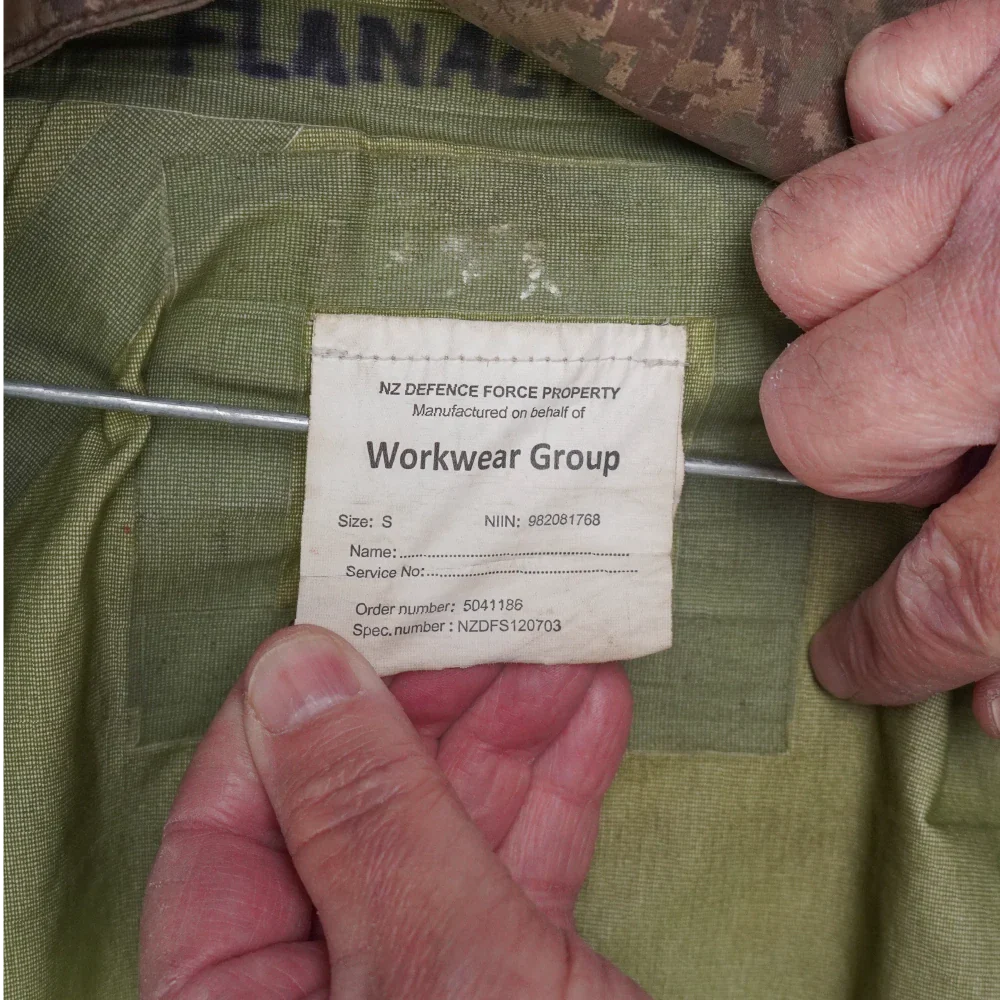 FLANAG
NZ DEFENCE FORCE PROPERTY
Manufactured on behalf of
Workwear Group
Size: S NIIN: 982081768
Name:
Service No:
Order number: 5041186
Spec. number : NZDFS120703